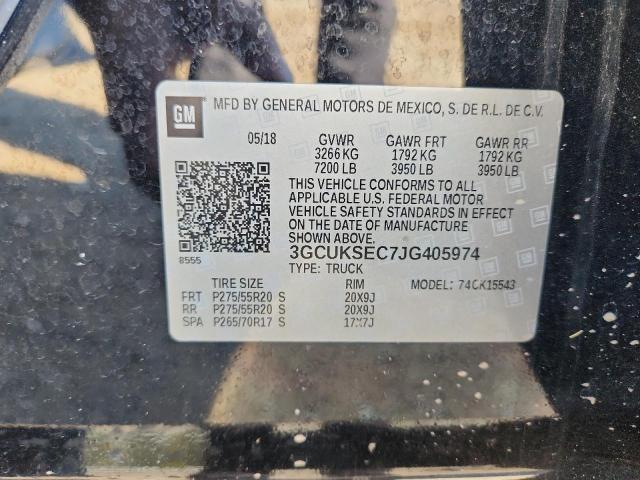 GM MFD BY GENERAL MOTORS DE MEXICO, S. DE R.L. DE C.V.
05/18 GVWR GAWR FRT GAWR RR
3266 KG 1792 KG 1792 KG
7200 LB 3950 LB 3950 LB
THIS VEHICLE CONFORMS TO ALL
APPLICABLE U.S. FEDERAL MOTOR
VEHICLE SAFETY STANDARDS IN EFFECT
ON THE DATE OF MANUFACTURE
SHOWN ABOVE.
8555 3GCUKSEC7JG405974
TYPE: TRUCK
TIRE SIZE RIM MODEL: 74CK15543
FRT P275/55R20 S 20X9J
RR P275/55R20 S 20X9J
SPA P265/70R17 S 17X7J